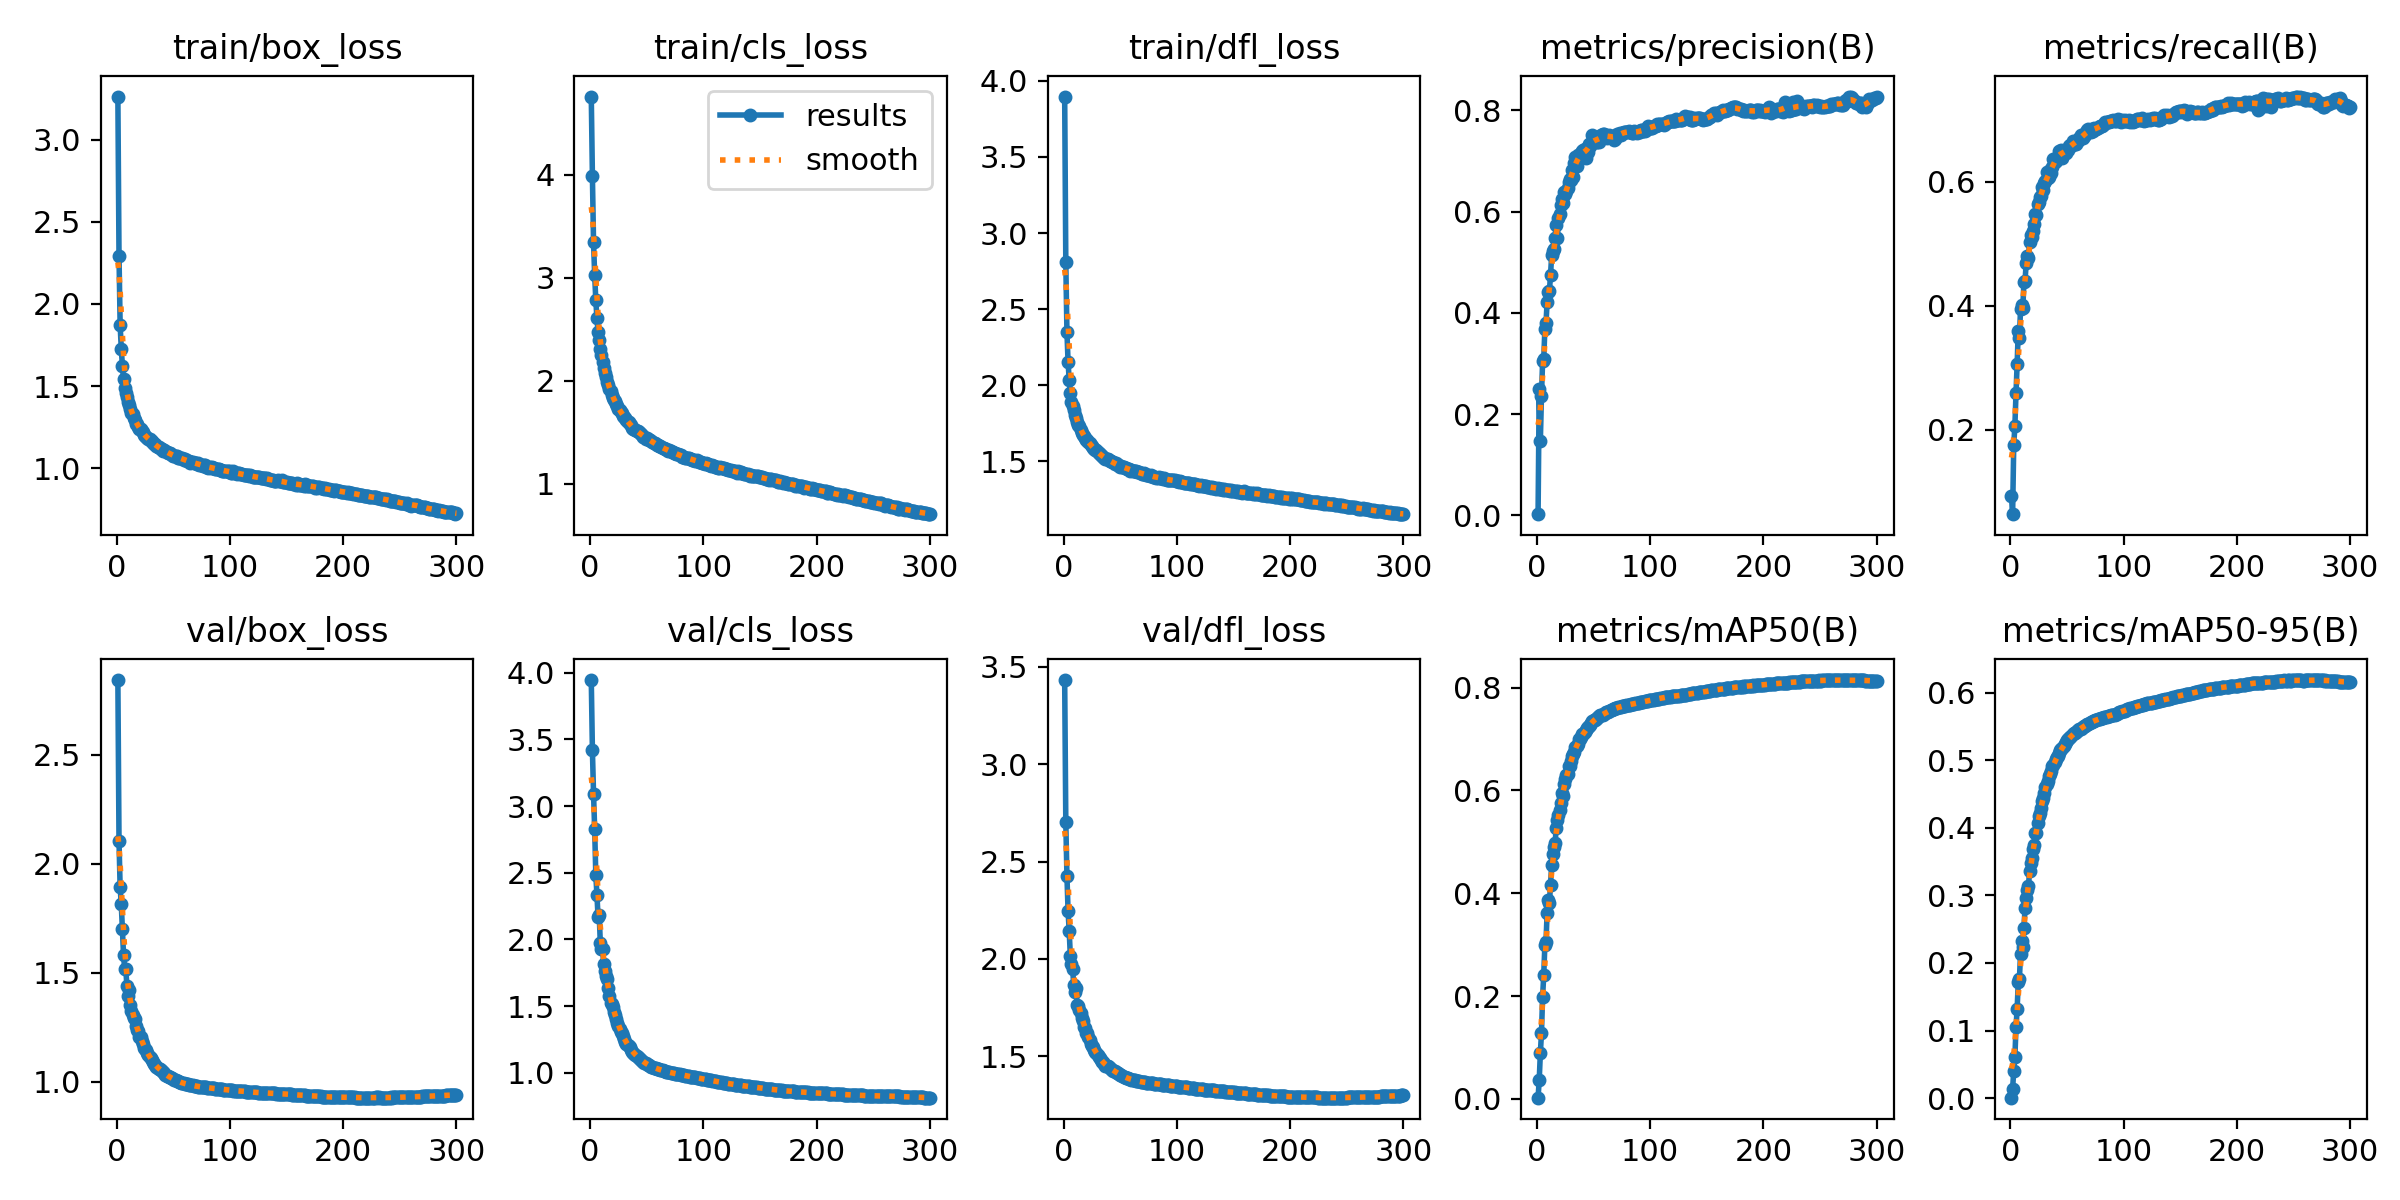 train/box_loss
3.0
2.5
2.0
1.5
1.0
0 100 200 300
train/cls_loss
results
smooth
4
3
2
1
0 100 200 300
train/dfl_loss
4.0
3.5
3.0
2.5
2.0
1.5
0 100 200 300
metrics/precision(B)
0.8
0.6
0.4
0.2
0.0
0 100 200 300
metrics/recall(B)
0.6
0.4
0.2
0 100 200 300
val/box_loss
2.5
2.0
1.5
1.0
0 100 200 300
val/cls_loss
4.0
3.5
3.0
2.5
2.0
1.5
1.0
0 100 200 300
val/dfl_loss
3.5
3.0
2.5
2.0
1.5
0 100 200 300
metrics/mAP50(B)
0.8
0.6
0.4
0.2
0.0
0 100 200 300
metrics/mAP50-95(B)
0.6
0.5
0.4
0.3
0.2
0.1
0.0
0 100 200 300